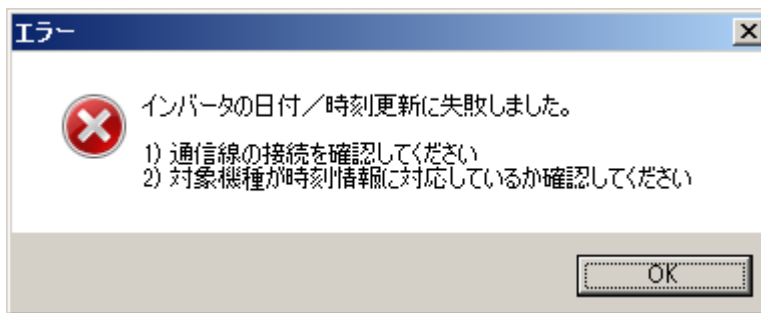 エラー
インバータの日付／時刻更新に失敗しました。
1) 通信線の接続を確認してください
2) 対象機種が時刻情報に対応しているか確認してください
OK